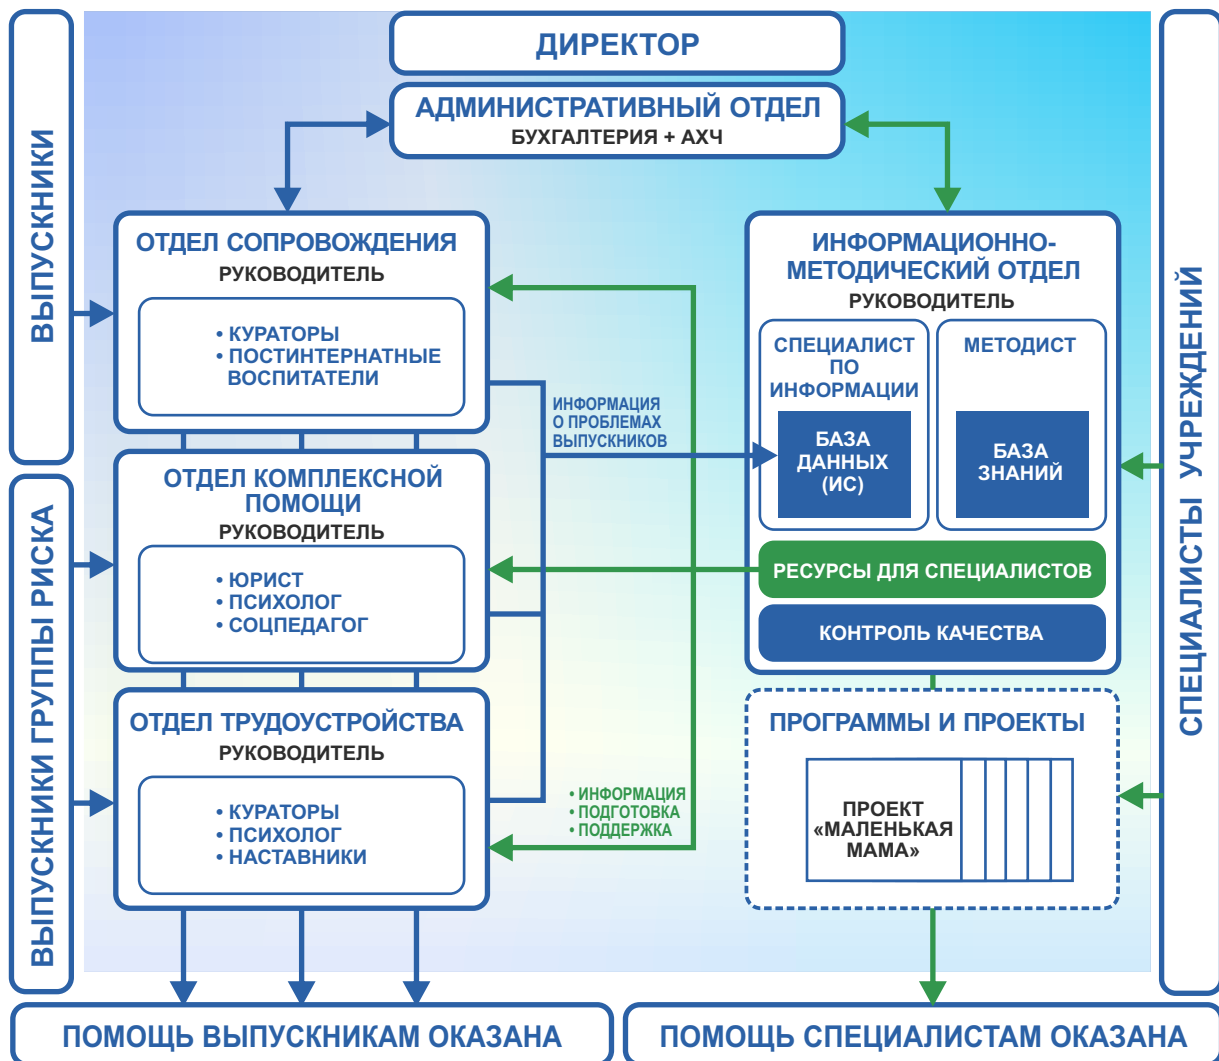 ДИРЕКТОР
АДМИНИСТРАТИВНЫЙ ОТДЕЛ
БУХГАЛТЕРИЯ + АХЧ
ВЫПУСКНИКИ
ВЫПУСКНИКИ ГРУППЫ РИСКА
ОТДЕЛ СОПРОВОЖДЕНИЯ
РУКОВОДИТЕЛЬ
• КУРАТОРЫ
• ПОСТИНТЕРНАТНЫЕ
ВОСПИТАТЕЛИ
ОТДЕЛ КОМПЛЕКСНОЙ
ПОМОЩИ
РУКОВОДИТЕЛЬ
• ЮРИСТ
• ПСИХОЛОГ
• СОЦПЕДАГОГ
ОТДЕЛ ТРУДОУСТРОЙСТВА
РУКОВОДИТЕЛЬ
• КУРАТОРЫ
• ПСИХОЛОГ
• НАСТАВНИКИ
ИНФОРМАЦИЯ
О ПРОБЛЕМАХ
ВЫПУСКНИКОВ
• ИНФОРМАЦИЯ
• ПОДГОТОВКА
• ПОДДЕРЖКА
ИНФОРМАЦИОННО-
МЕТОДИЧЕСКИЙ ОТДЕЛ
РУКОВОДИТЕЛЬ
СПЕЦИАЛИСТ
ПО
ИНФОРМАЦИИ
БАЗА
ДАННЫХ
(ИС)
МЕТОДИСТ
БАЗА
ЗНАНИЙ
РЕСУРСЫ ДЛЯ СПЕЦИАЛИСТОВ
КОНТРОЛЬ КАЧЕСТВА
ПРОГРАММЫ И ПРОЕКТЫ
ПРОЕКТ
«МАЛЕНЬКАЯ
МАМА»
СПЕЦИАЛИСТЫ УЧРЕЖДЕНИЙ
ПОМОЩЬ ВЫПУСКНИКАМ ОКАЗАНА
ПОМОЩЬ СПЕЦИАЛИСТАМ ОКАЗАНА